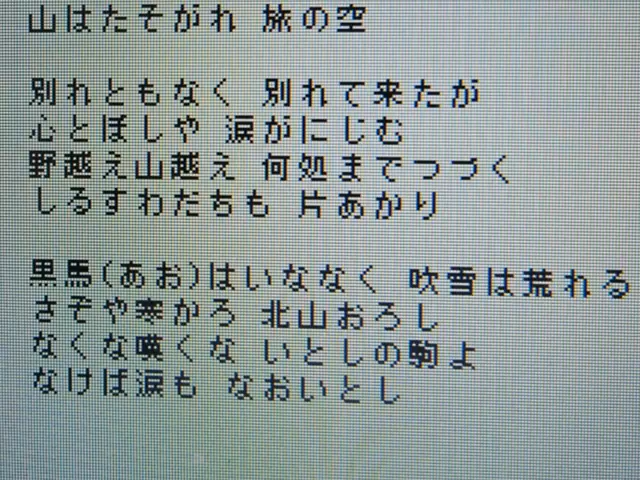 山はたそがれ 旅の空
別れともなく 別れて来たが
心とぼしや 涙がにじむ
野越え山越え 何処までつづく
しるすわだちも 片あかり
黒馬(あお)はいななく 吹雪は荒れる
さぞや寒かろ 北山おろし
なくな嘆くな いとしの駒よ
なけば涙も なおいとし